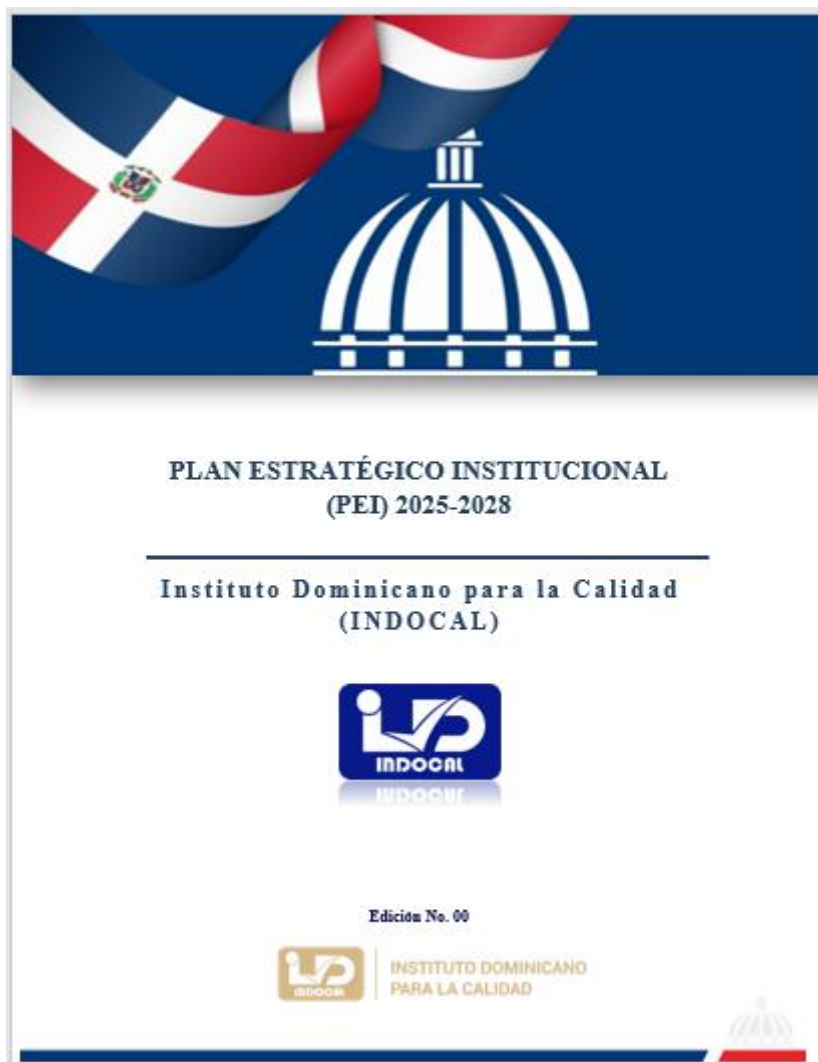 PLAN ESTRATÉGICO INSTITUCIONAL
(PEI) 2025-2028
Instituto Dominicano para la Calidad
(INDOCAL)
INDOCAL
Edición No. 00
INDOCAL
INSTITUTO DOMINICANO
PARA LA CALIDAD